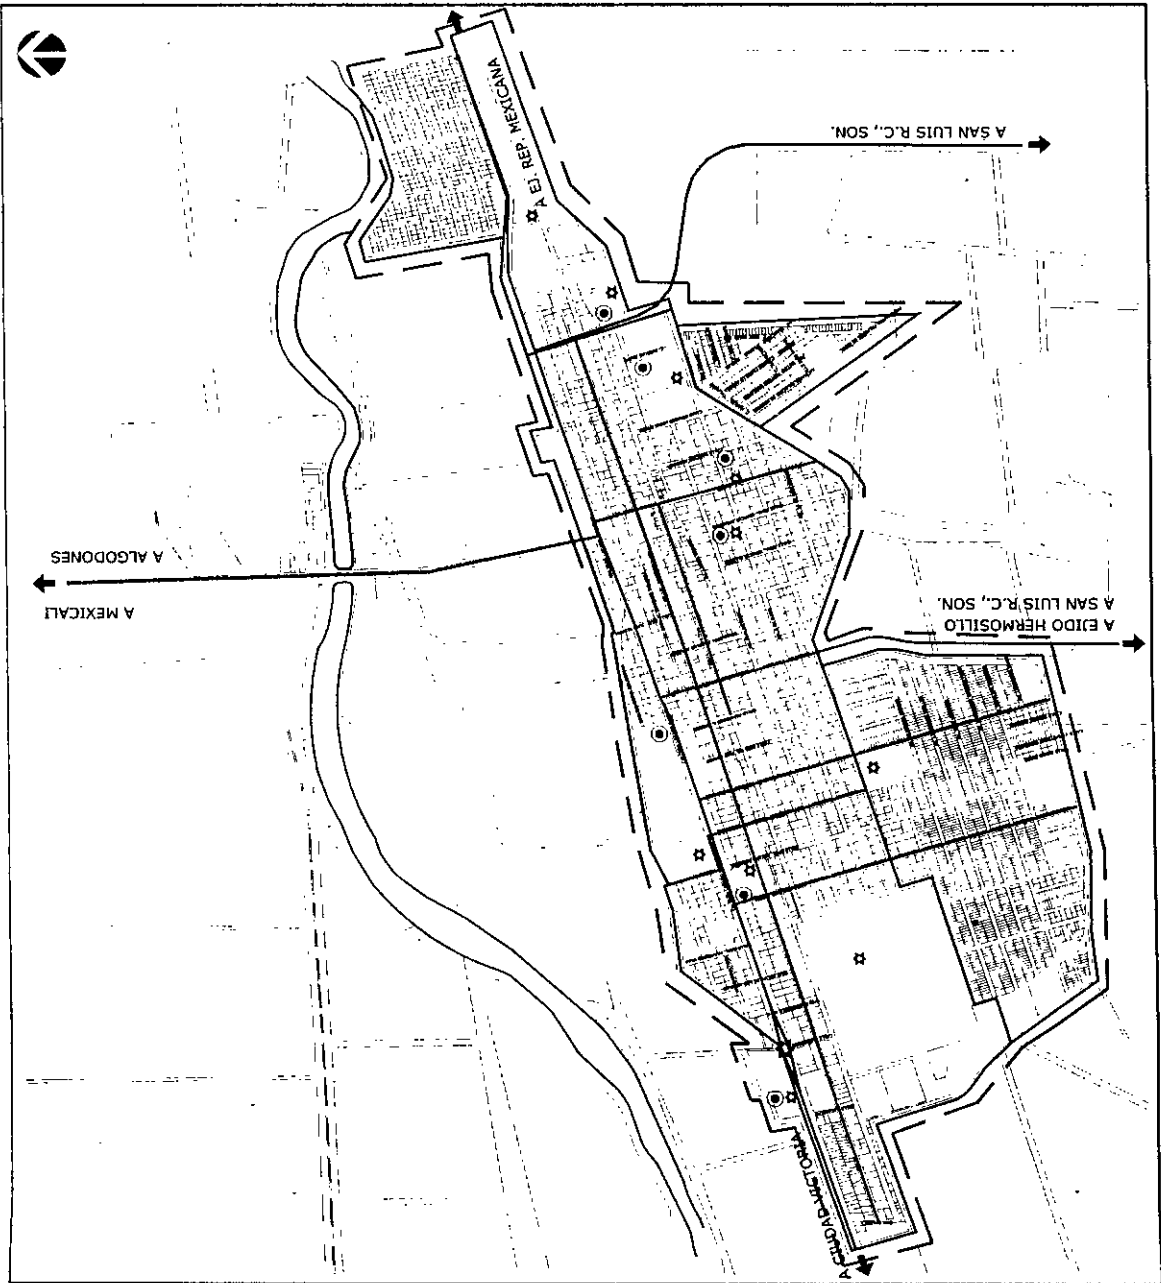 A EJ. REP. MEXICANA
A SAN LUIS R.C., SON.
A ALGODONES
A MEXICALI
A EJIDO HERMOSILLO
A SAN LUIS R.C., SON.
A CIUDAD VICTORIA